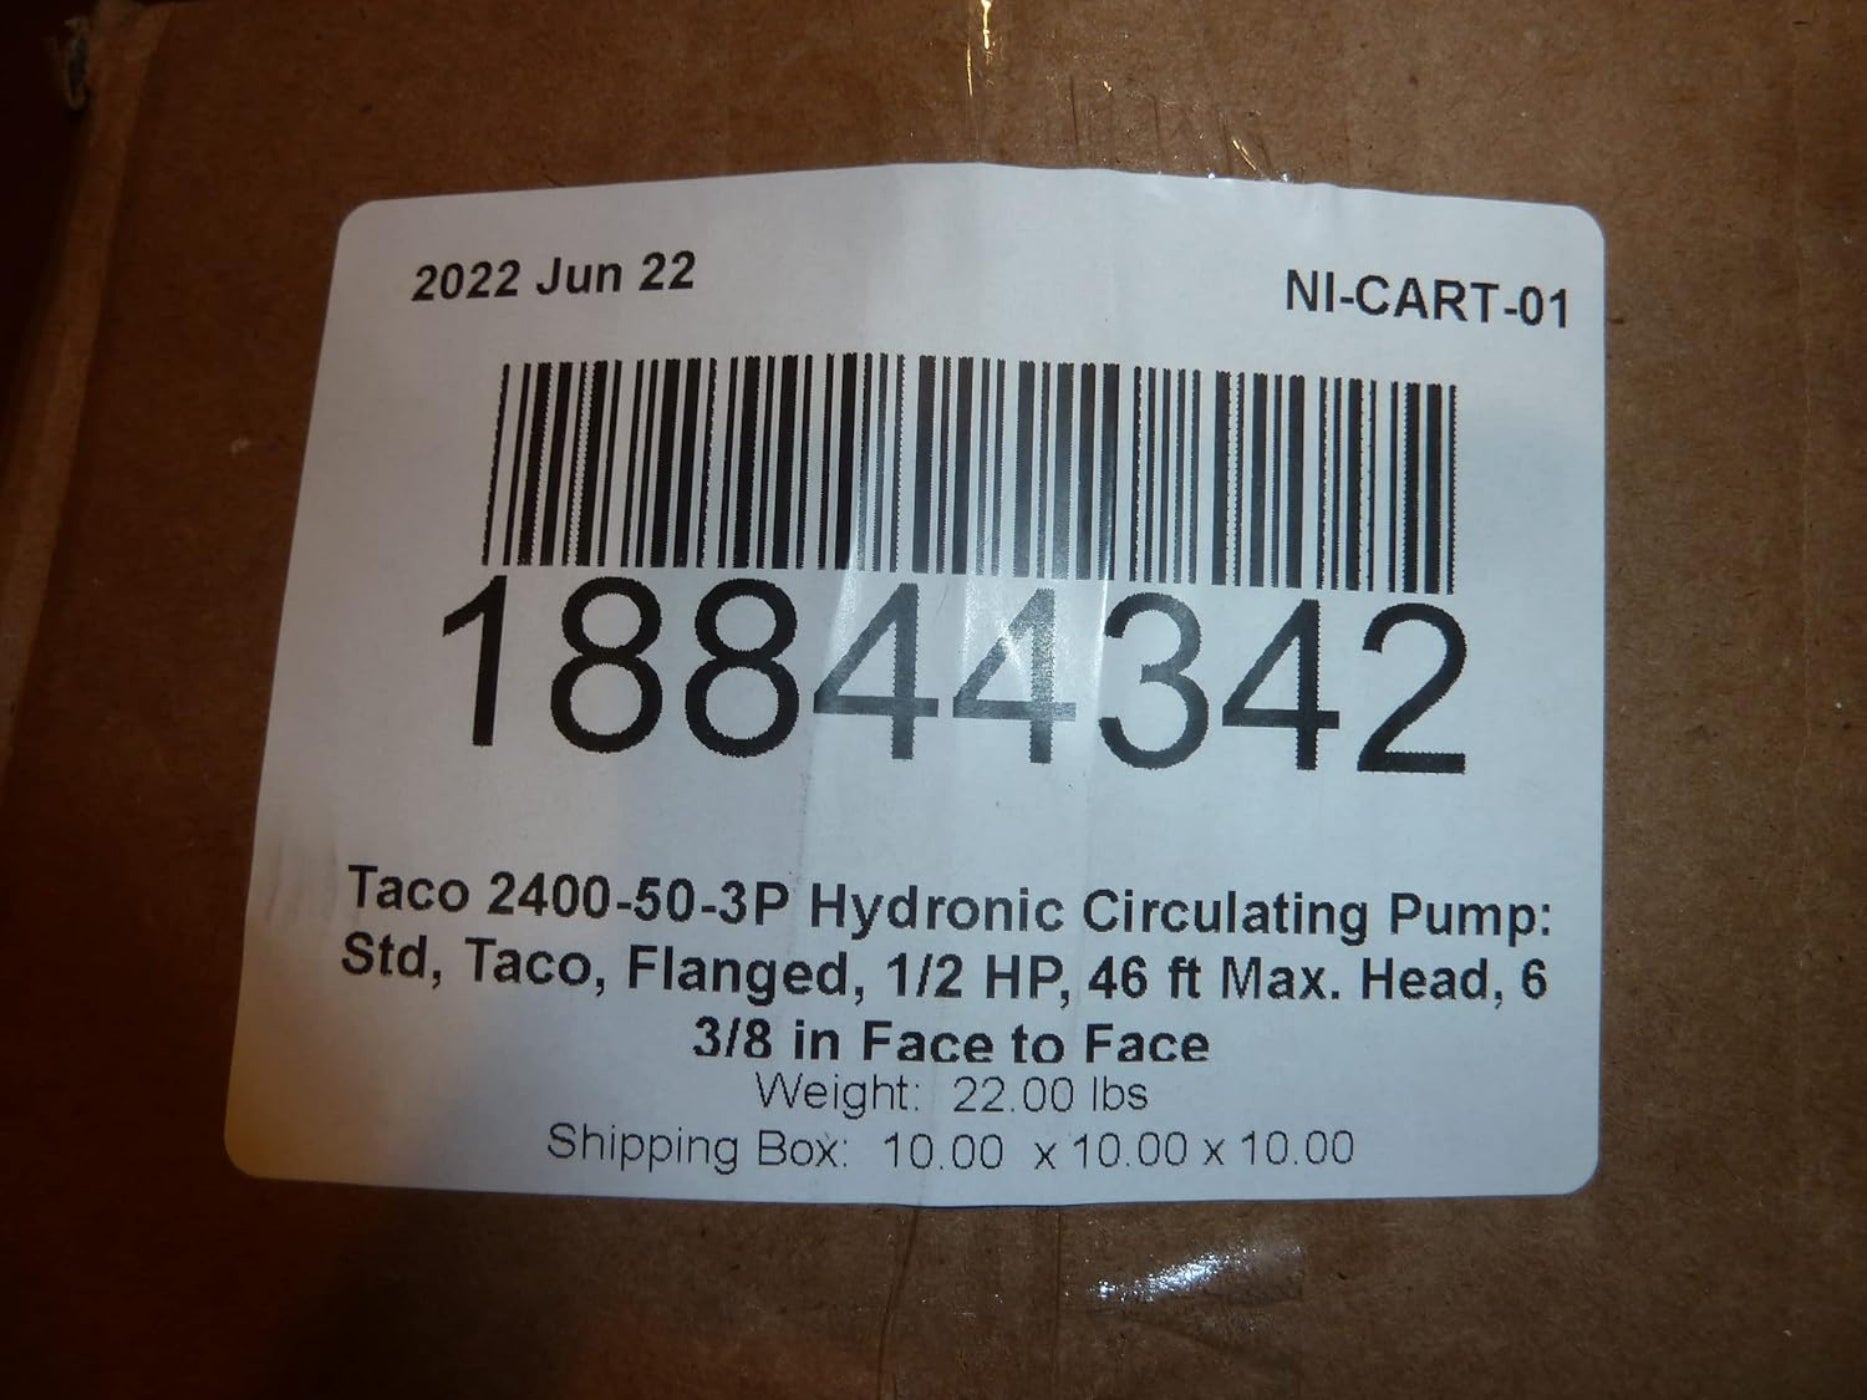 2022 Jun 22
NI-CART-01
18844342
Taco 2400-50-3P Hydronic Circulating Pump:
Std, Taco, Flanged, 1/2 HP, 46 ft Max. Head, 6
3/8 in Face to Face
Weight: 22.00 lbs
Shipping Box: 10.00 x 10.00 x 10.00